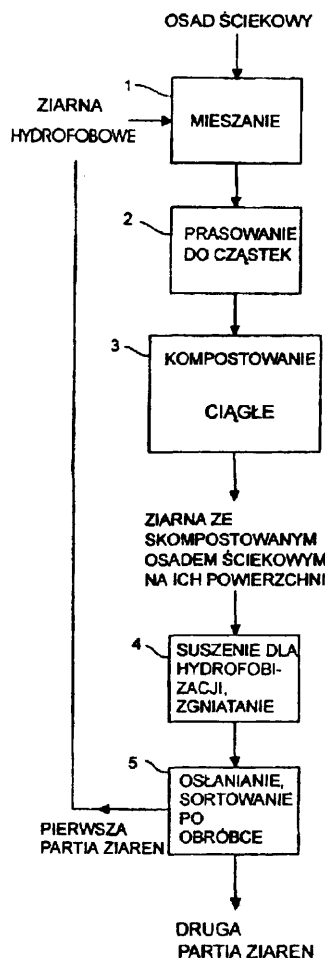 OSAD ŚCIEKOWY
ZIARNA
HYDROFOBOWE
1
MIESZANIE
2
PRASOWANIE
DO CZĄSTEK
3
KOMPOSTOWANIE
CIĄGŁE
ZIARNA ZE
SKOMPOSTOWANYM
OSADEM ŚCIEKOWYM
NA ICH POWIERZCHNI
4
SUSZENIE DLA
HYDROFOBI-
ZACJI,
ZGNIATANIE
5
OSŁANIANIE,
SORTOWANIE
PO
OBRÓBCE
PIERWSZA
PARTIA ZIAREN
DRUGA
PARTIA ZIAREN